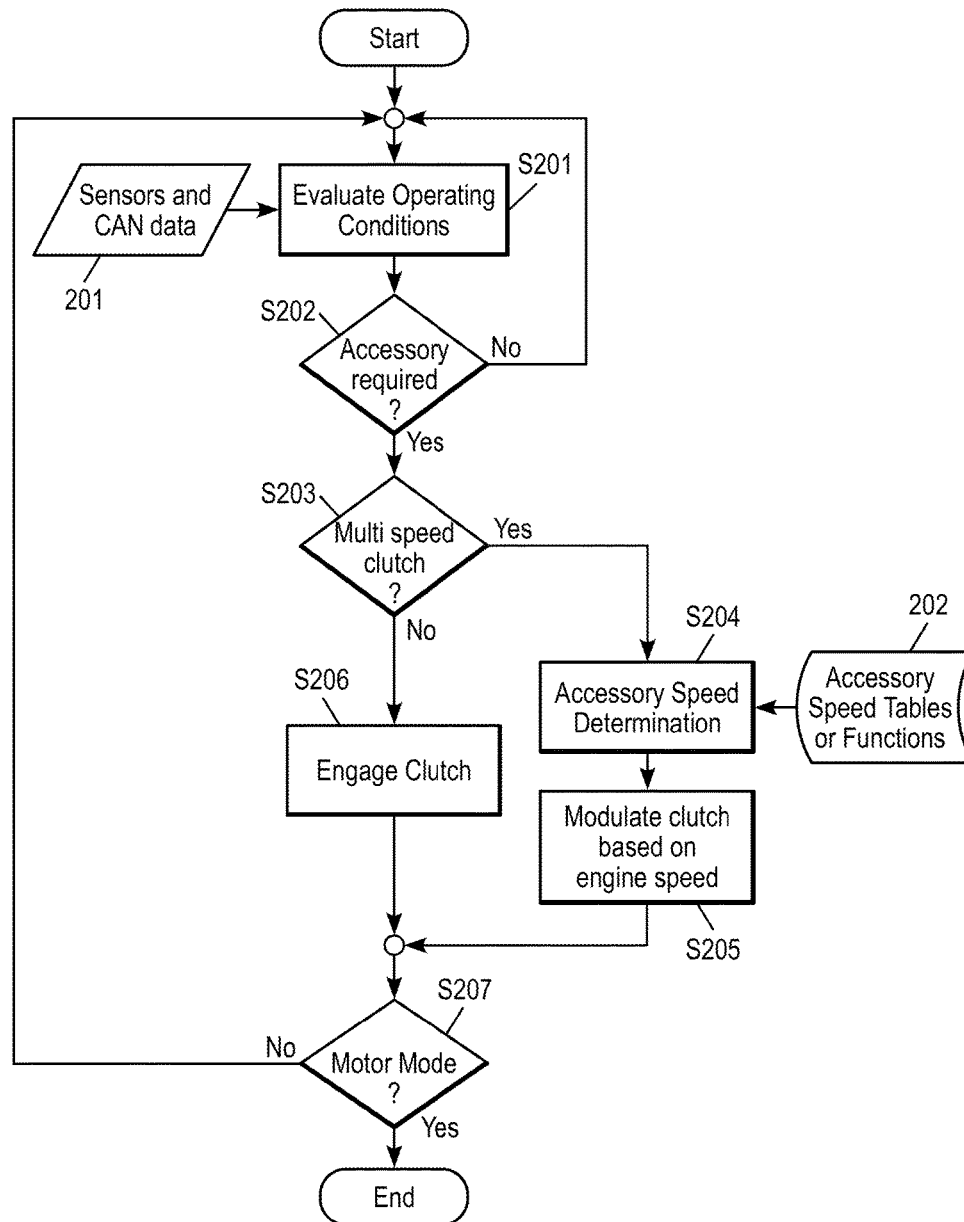 Start
S201
Sensors and
CAN data
201
Evaluate Operating
Conditions
S202
Accessory
required
?
No
Yes
S203
Multi speed
clutch
?
Yes
No
S204
202
Accessory Speed
Determination
Accessory
Speed Tables
or Functions
S206
Engage Clutch
Modulate clutch
based on
engine speed
S205
S207
Motor Mode
?
No
Yes
End